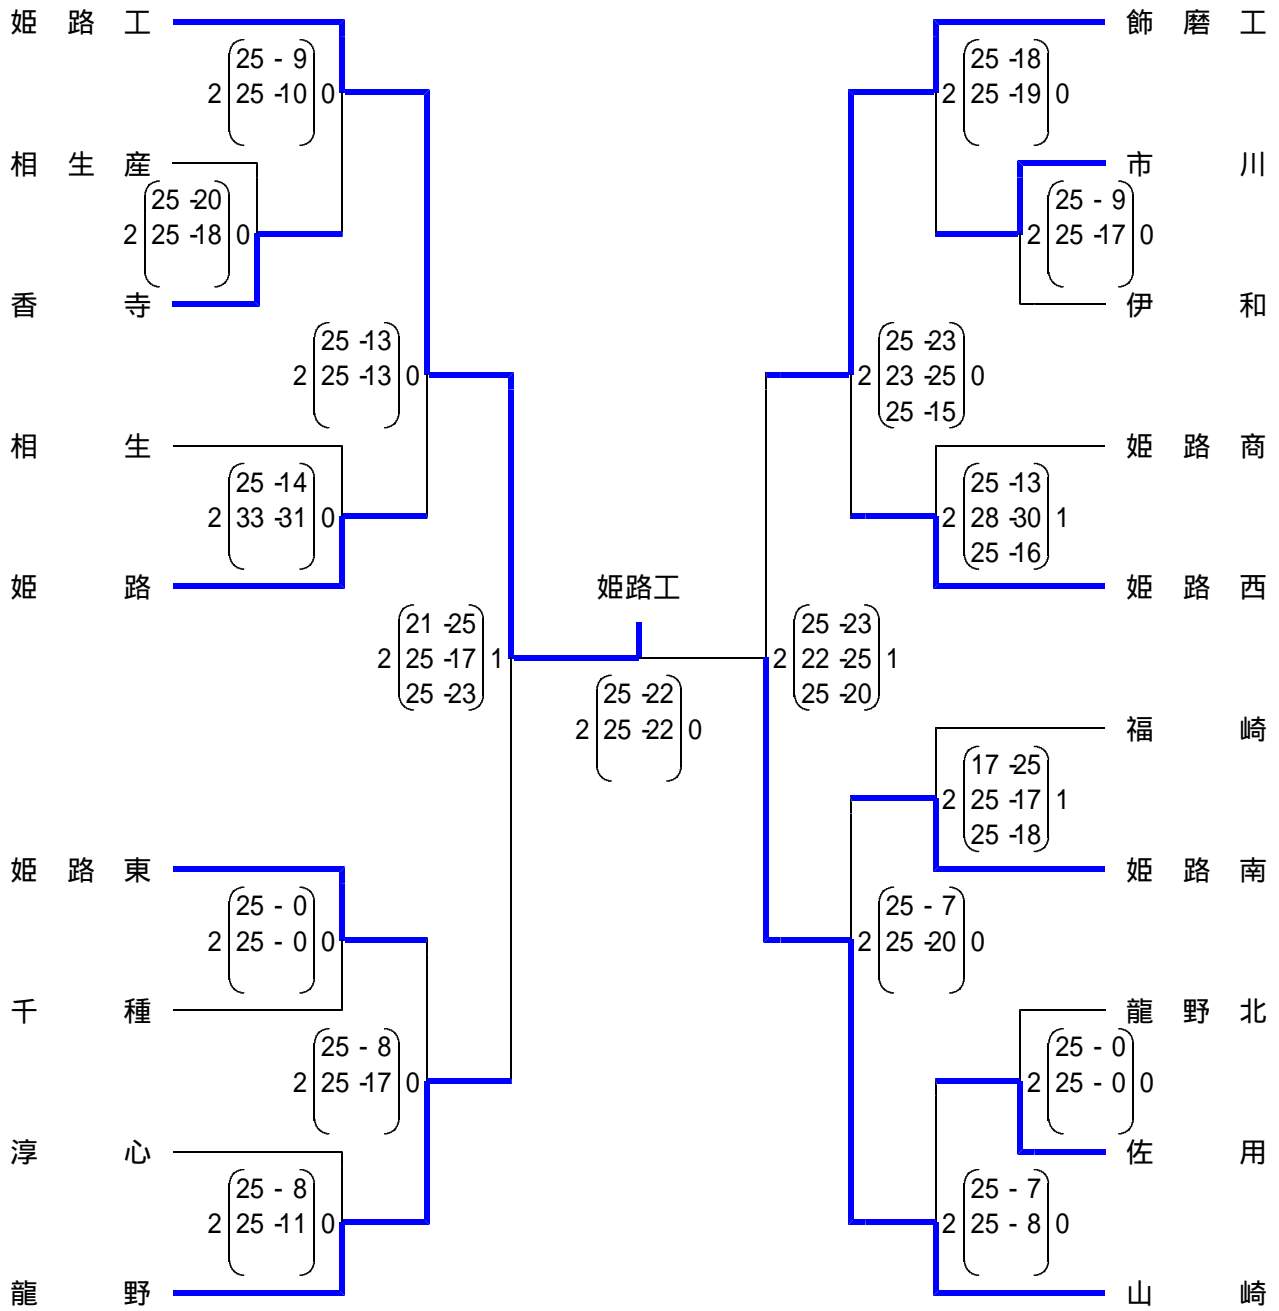 姫路工
25 - 9
2 25 -10 0
相生産
25 -20
2 25 -18 0
香寺
25 -13
2 25 -13 0
相生
25 -14
2 33 -31 0
姫路
21 -25
2 25 -17 1
25 -23
姫路東
25 - 0
2 25 - 0 0
千種
25 - 8
2 25 -17 0
淳心
25 - 8
2 25 -11 0
龍野
姫路工
25 -22
2 25 -22 0
飾磨工
25 -18
2 25 -19 0
市川
25 - 9
2 25 -17 0
伊和
25 -23
2 23 -25 0
25 -15
姫路商
25 -13
2 28 -30 1
25 -16
姫路西
25 -23
2 22 -25 1
25 -20
福崎
17 -25
2 25 -17 1
25 -18
姫路南
25 - 7
2 25 -20 0
龍野北
25 - 0
2 25 - 0 0
佐用
25 - 7
2 25 - 8 0
山崎